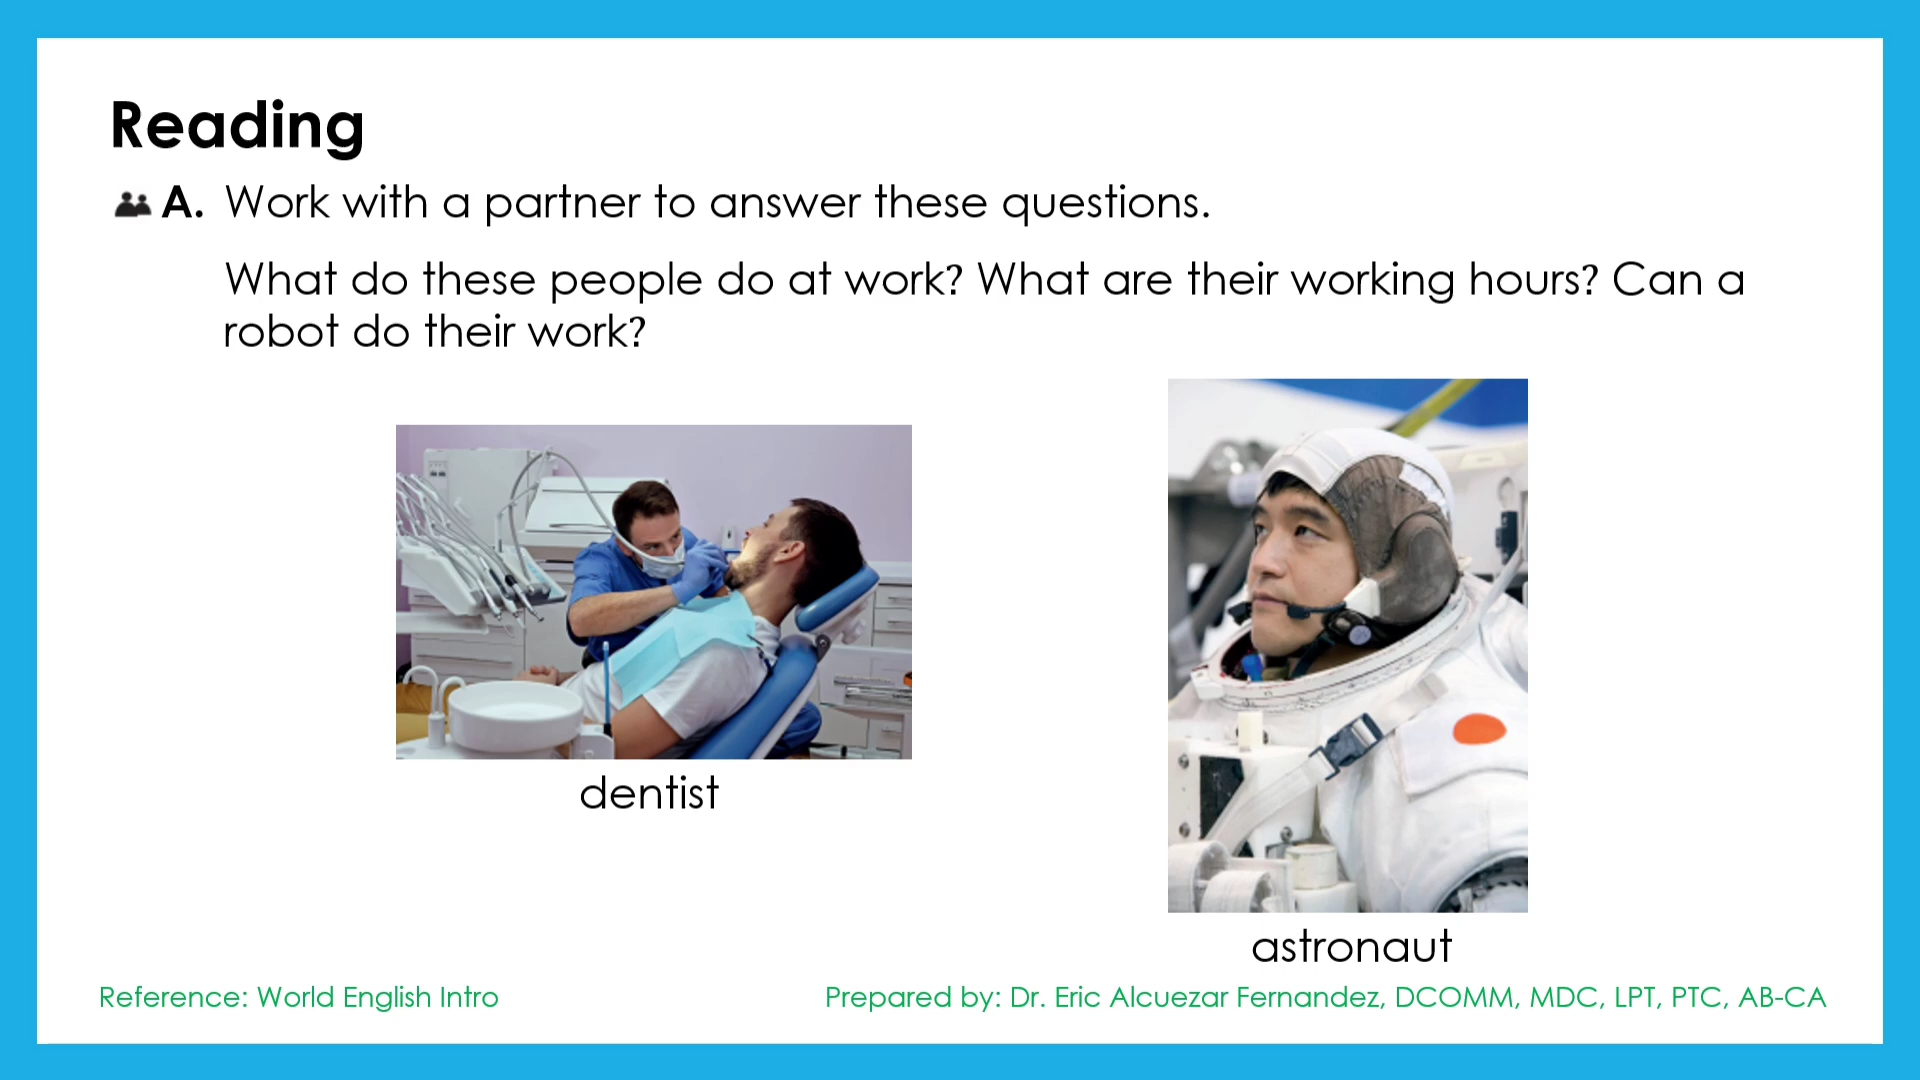 Reading
A. Work with a partner to answer these questions.
What do these people do at work? What are their working hours? Can a
robot do their work?
dentist
astronaut
Reference: World English Intro
Prepared by: Dr. Eric Alcuezar Fernandez, DCOMM, MDC, LPT, PTC, AB-CA